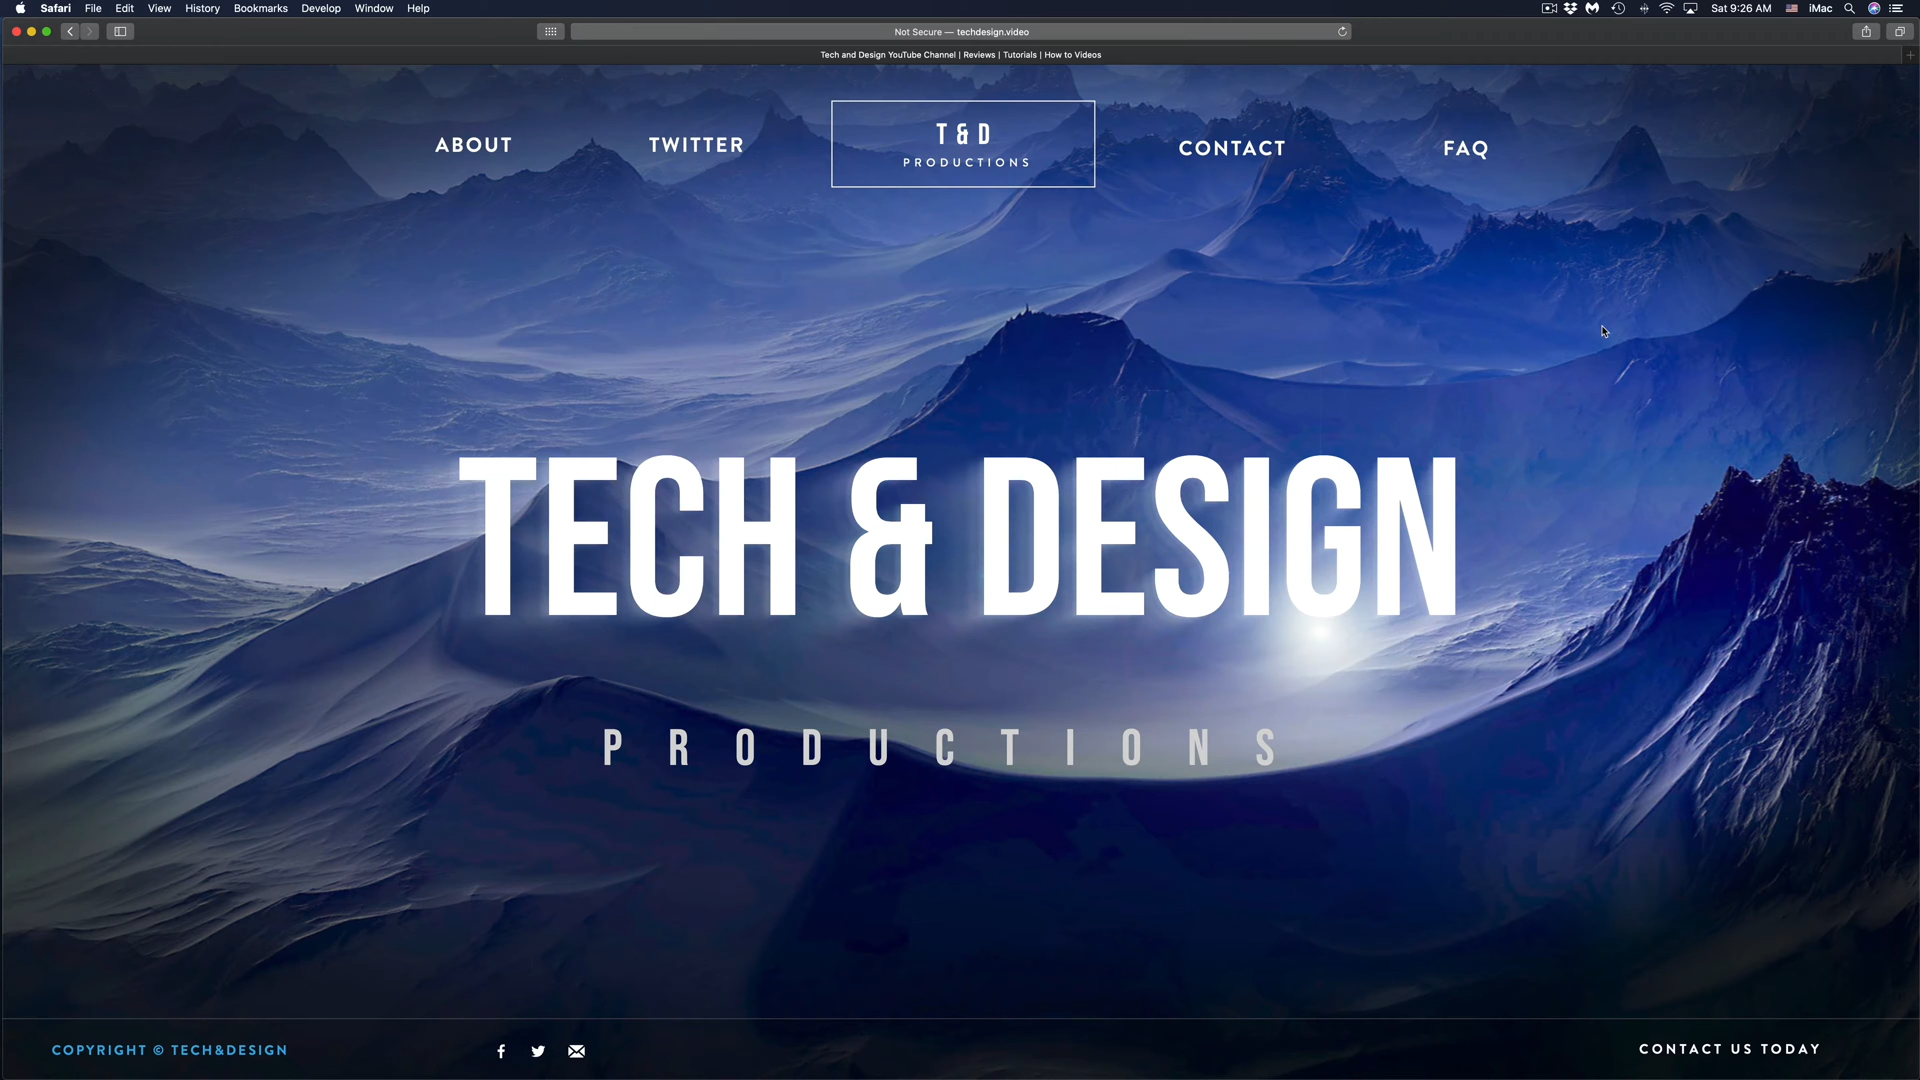 Safari File Edit View History Bookmarks Develop Window Help Sat 9:26 AM iMac
Not Secure — techdesign.video
Tech and Design YouTube Channel | Reviews | Tutorials | How to Videos
ABOUT TWITTER T & D CONTACT FAQ
PRODUCTIONS
TECH & DESIGN
PRODUCTIONS
COPYRIGHT © TECH&DESIGN CONTACT US TODAY